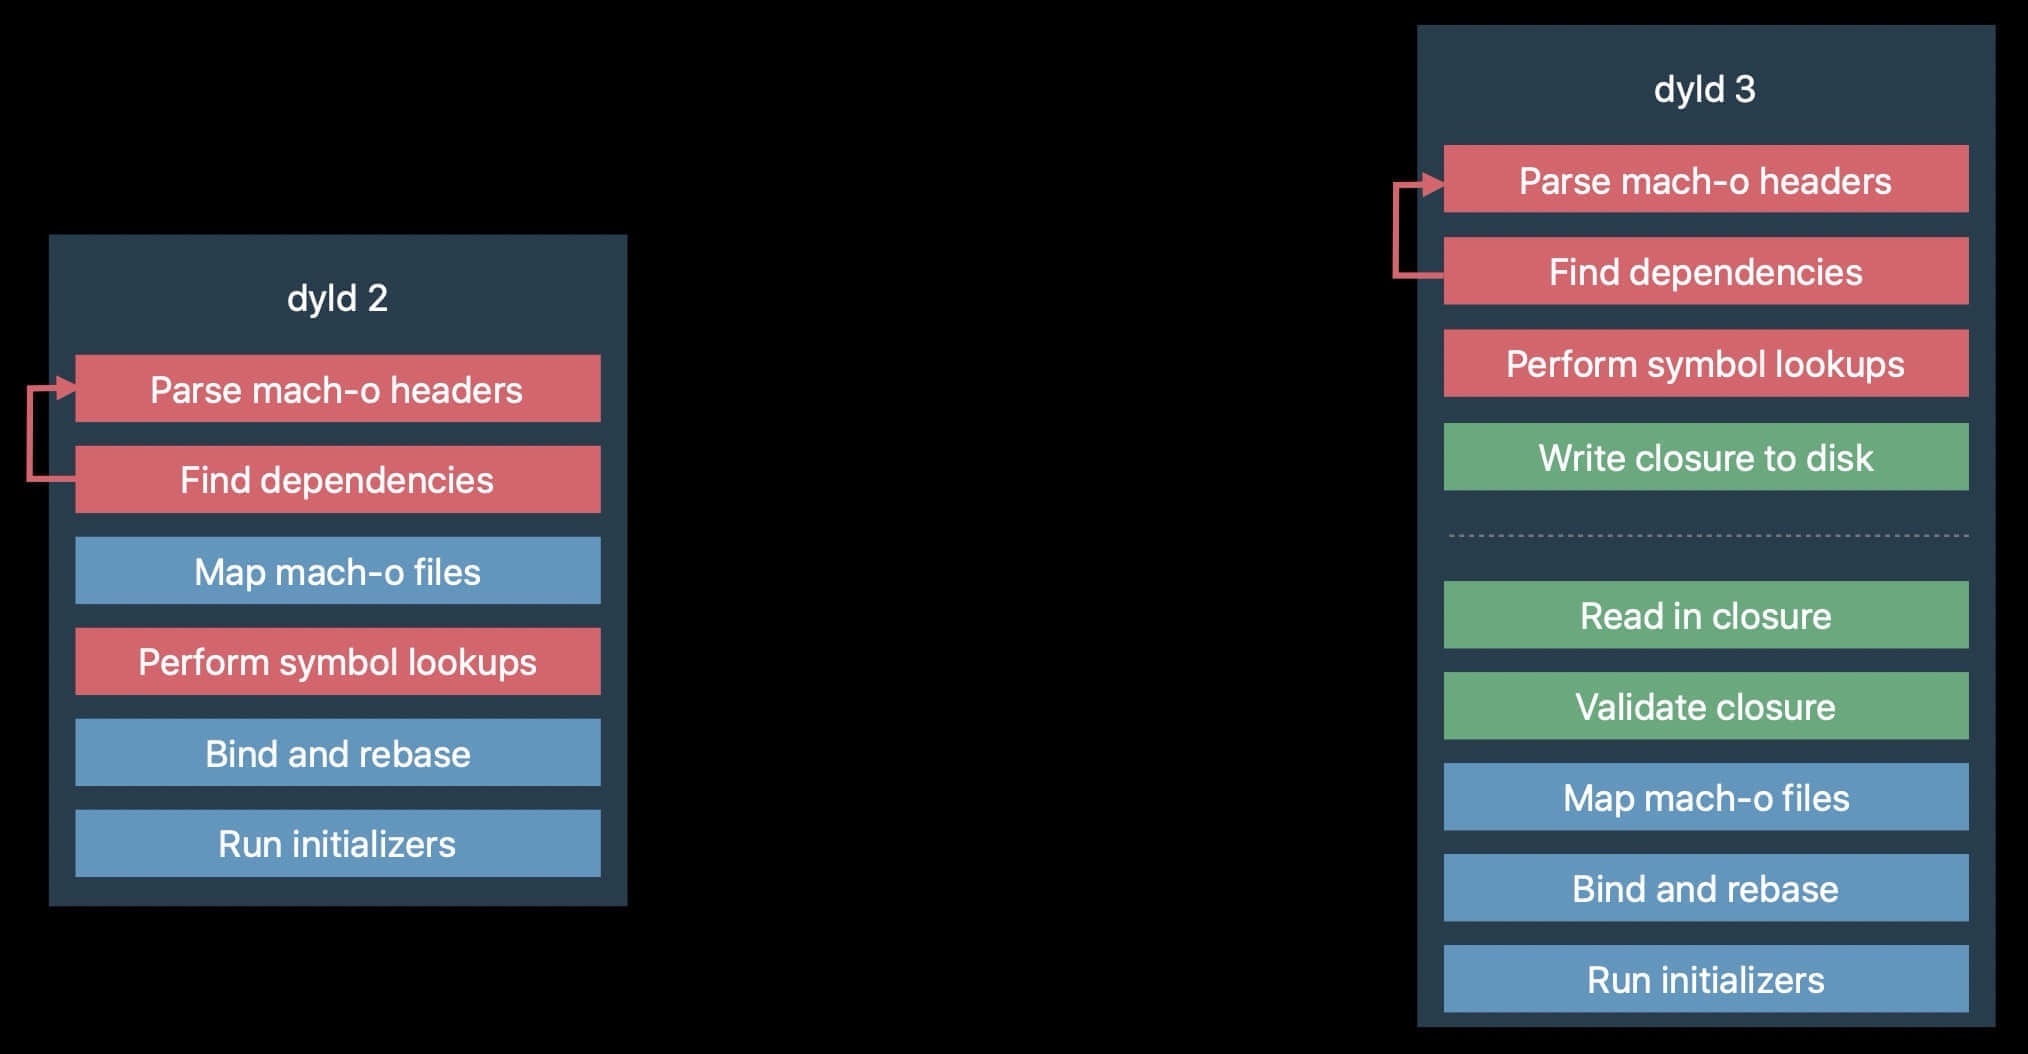 dyld 2
Parse mach-o headers
Find dependencies
Map mach-o files
Perform symbol lookups
Bind and rebase
Run initializers
dyld 3
Parse mach-o headers
Find dependencies
Perform symbol lookups
Write closure to disk
Read in closure
Validate closure
Map mach-o files
Bind and rebase
Run initializers